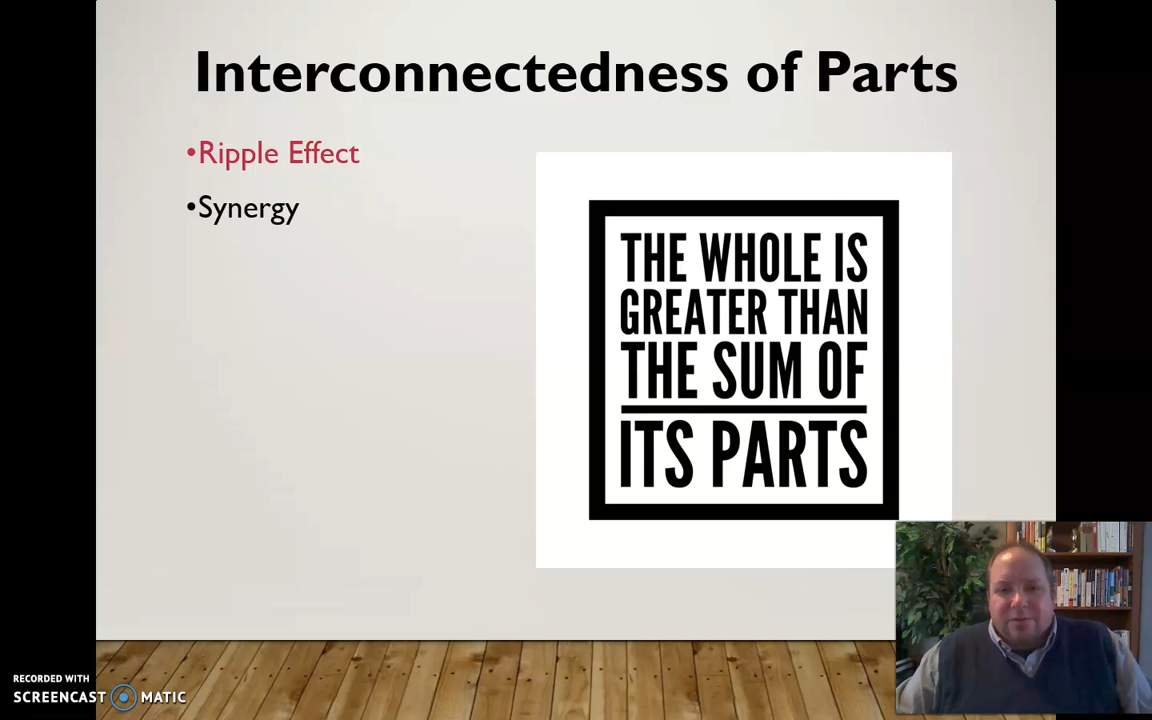 Interconnectedness of Parts
•Ripple Effect
•Synergy
THE WHOLE IS
GREATER THAN
THE SUM OF
ITS PARTS
RECORDED WITH
SCREENCAST MATIC